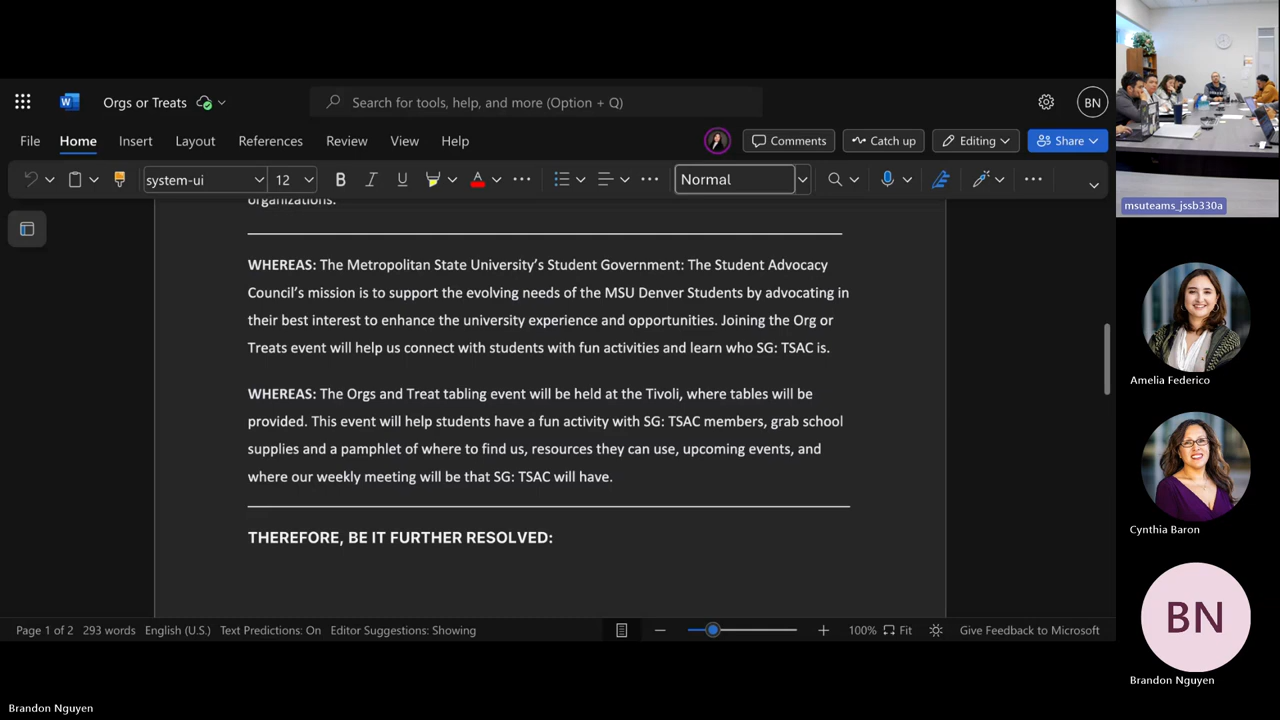 Orgs or Treats
Search for tools, help, and more (Option + Q)
BN
File
Home
Insert
Layout
References
Review
View
Help
Comments
Catch up
Editing
Share
system-ui
12
B
I
U
A
Normal
organizations.
WHEREAS: The Metropolitan State University's Student Government: The Student Advocacy
Council's mission is to support the evolving needs of the MSU Denver Students by advocating in
their best interest to enhance the university experience and opportunities. Joining the Org or
Treats event will help us connect with students with fun activities and learn who SG: TSAC is.
WHEREAS: The Orgs and Treat tabling event will be held at the Tivoli, where tables will be
provided. This event will help students have a fun activity with SG: TSAC members, grab school
supplies and a pamphlet of where to find us, resources they can use, upcoming events, and
where our weekly meeting will be that SG: TSAC will have.
THEREFORE, BE IT FURTHER RESOLVED:
Page 1 of 2
293 words
English (U.S.)
Text Predictions: On
Editor Suggestions: Showing
100%
Fit
Give Feedback to Microsoft
msuteams_jssb330a
Amelia Federico
Cynthia Baron
BN
Brandon Nguyen
Brandon Nguyen